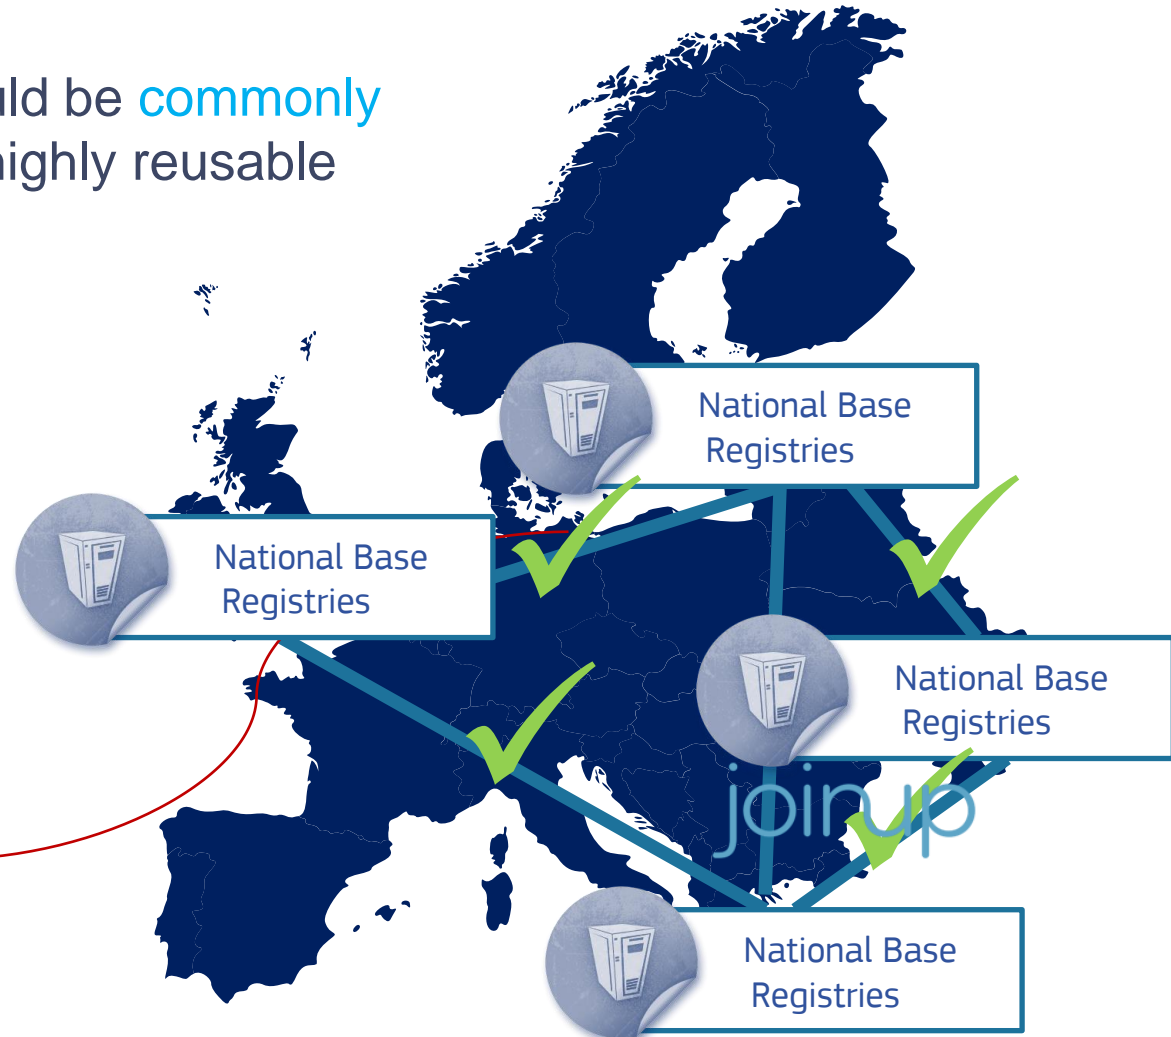 uld be commonly
highly reusable
National Base
Registries
National Base
Registries
National Base
Registries
joinup
National Base
Registries